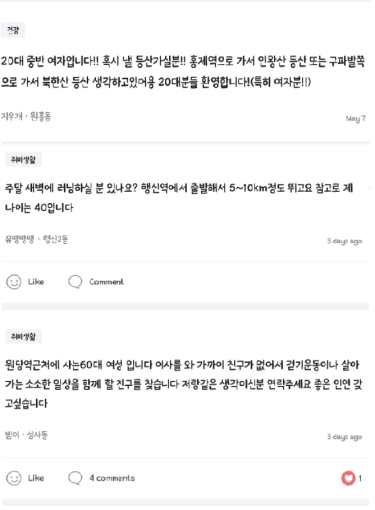 건강
20대 중반 여자입니다!! 혹시 낼 등산가실분!! 홍제역으로 가서 인왕산 등산 또는 구파발쪽
으로 가서 북한산 등산 생각하고있어용 20대분들 환영합니다!(특히 여자분!!)
지우개 · 원흥동
May 7
취미생활
주말 새벽에 러닝하실 분 있나요? 행신역에서 출발해서 5~10km정도 뛰고요 참고로 제
나이는 40입니다
행신2동
3 days ago
Like
Comment
취미생활
원당역근처에 사는60대 여성 입니다 이사를 와 가까이 친구가 없어서 걷기운동이나 살아
가는 소소한 일상을 함께 할 친구를 찾습니다 저랑같은 생각이신분 연락주세요 좋은 인연 갖
고싶습니다
밤이 · 성사동
3 days ago
Like
4 comments
1